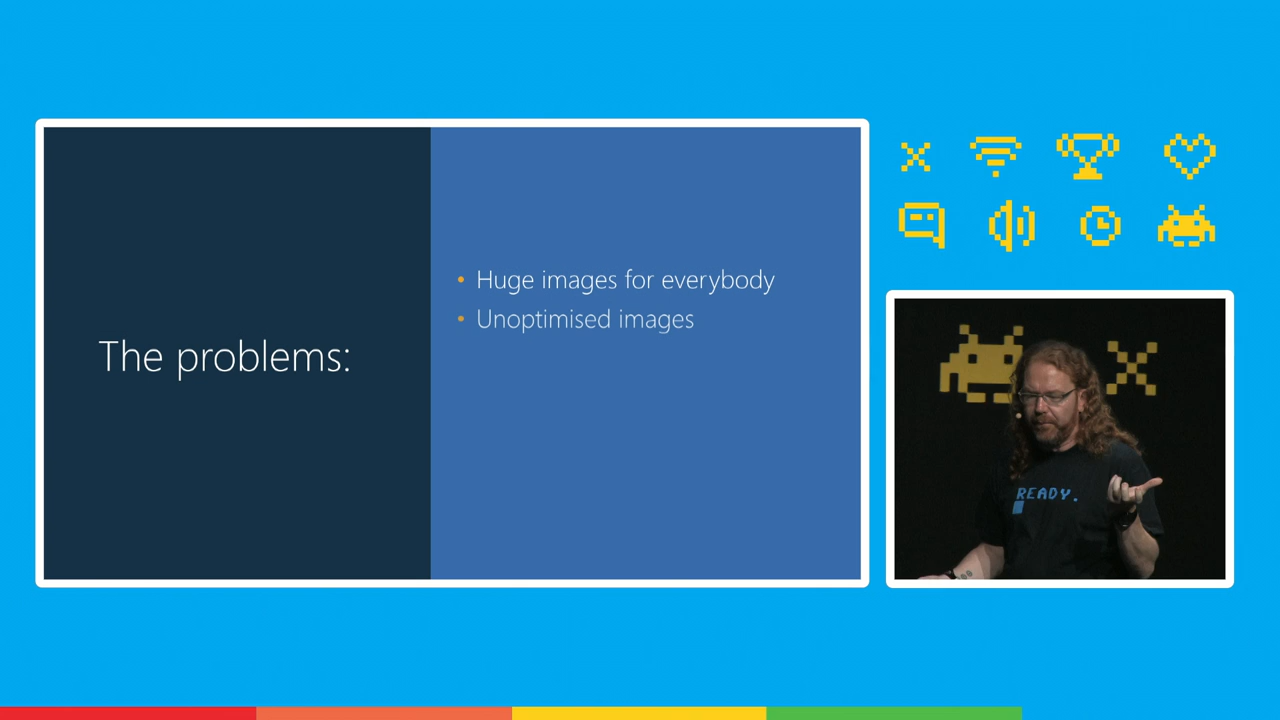 The problems:
• Huge images for everybody
• Unoptimised images
READY.